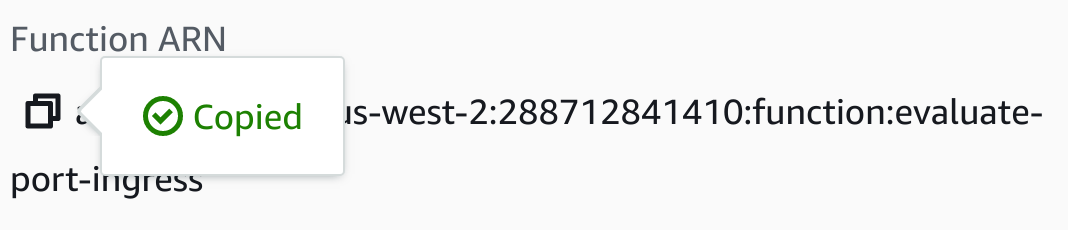 Function ARN
Copied
us-west-2:288712841410:function:evaluate-
port-ingress